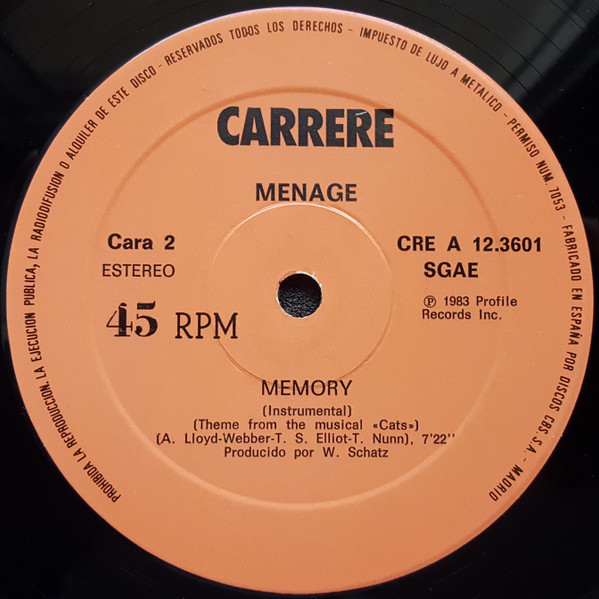 PROHIBIDA LA REPRODUCCION, LA EJECUCION PUBLICA, LA RADIODIFUSION O ALQUILER DE ESTE DISCO - RESERVADOS TODOS LOS DERECHOS - IMPUESTO DE LUJO A METALICO - PERMISO NUM. 7053 - FABRICADO EN ESPAÑA POR DISCOS CBS, S.A. - MADRID
CARRERE
MENAGE
Cara 2
ESTEREO
45 RPM
CRE A 12.3601
SGAE
℗ 1983 Profile
Records Inc.
MEMORY
(Instrumental)
(Theme from the musical «Cats»)
(A. Lloyd-Webber-T. S. Elliot-T. Nunn), 7'22''
Producido por W. Schatz